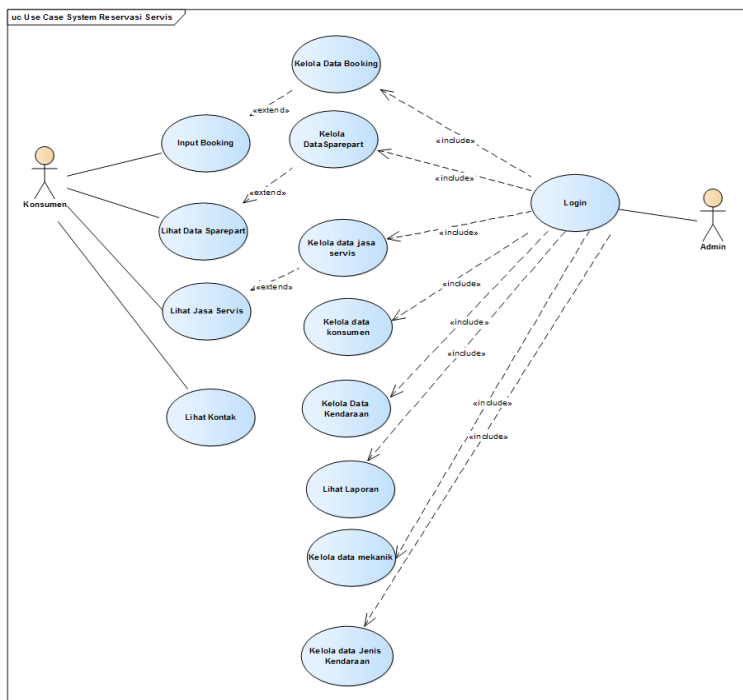 uc Use Case System Reservasi Servis
Kelola Data Booking
«extend»
Input Booking
Kelola
DataSparepart
«include»
«include»
Konsumen
«extend»
Login
Lihat Data Sparepart
Admin
Kelola data jasa
servis
«include»
«extend»
Lihat Jasa Servis
«include»
Kelola data
konsumen
«include»
«include»
Kelola Data
Kendaraan
«include»
Lihat Kontak
«include»
Lihat Laporan
Kelola data mekanik
Kelola data Jenis
Kendaraan